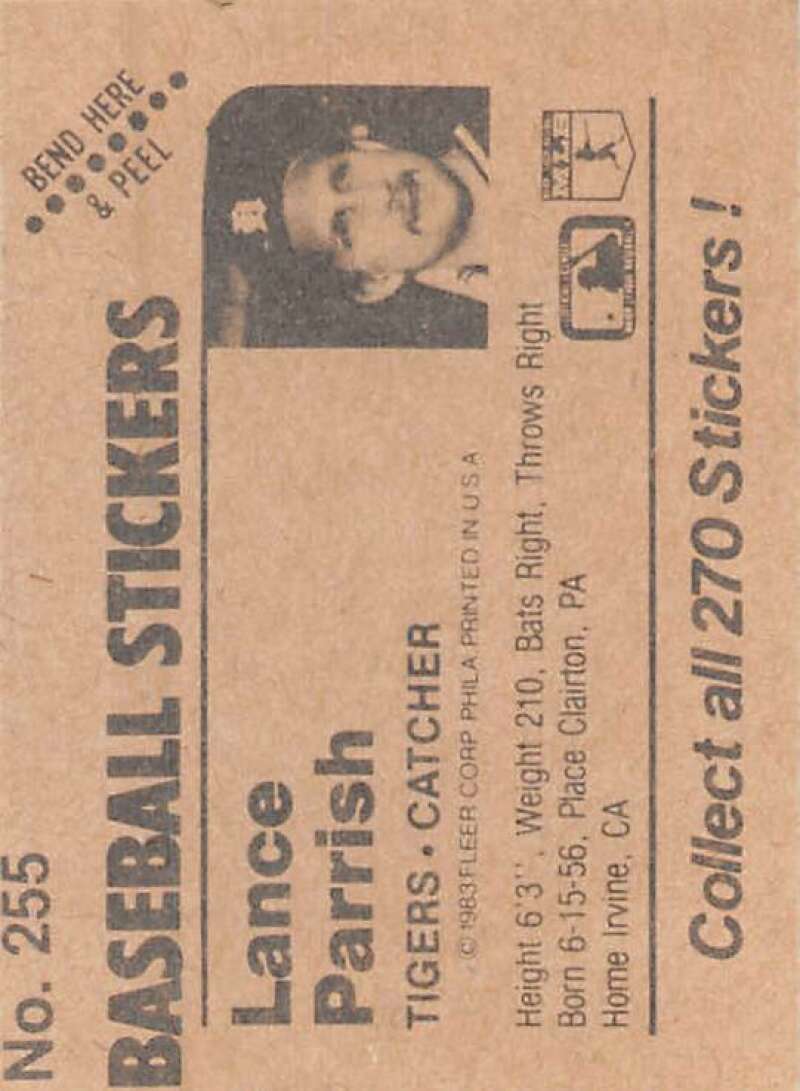 No. 255
BEND HERE
& PEEL
BASEBALL STICKERS
Lance
Parrish
TIGERS • CATCHER
© 1983 FLEER CORP PHILA. PRINTED IN U S A
Height 6'3'', Weight 210, Bats Right, Throws Right
Born 6-15-56, Place Clairton, PA
Home Irvine, CA
Collect all 270 Stickers!